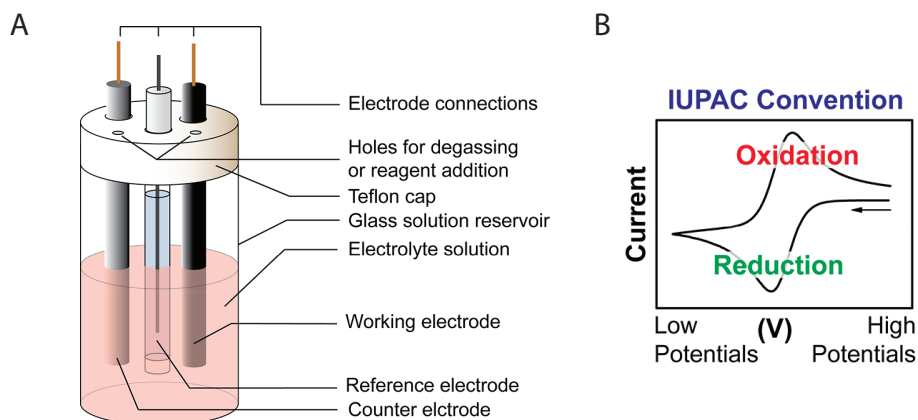 A
Electrode connections
Holes for degassing
or reagent addition
Teflon cap
Glass solution reservoir
Electrolyte solution
Working electrode
Reference electrode
Counter elctrode
B
IUPAC Convention
Current
Oxidation
Reduction
Low
Potentials
(V)
High
Potentials